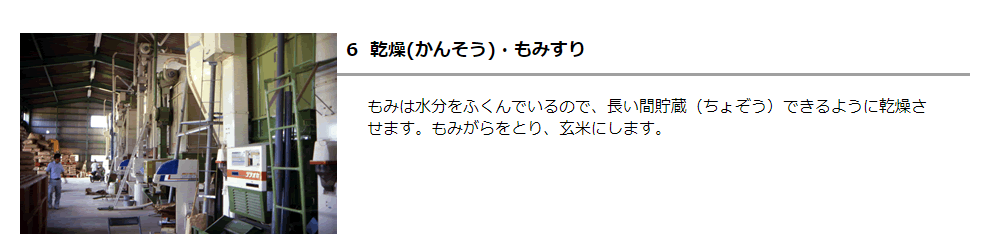 6 乾燥(かんそう)・もみすり
もみは水分をふくんでいるので、長い間貯蔵（ちょぞう）できるように乾燥さ
せます。もみがらをとり、玄米にします。